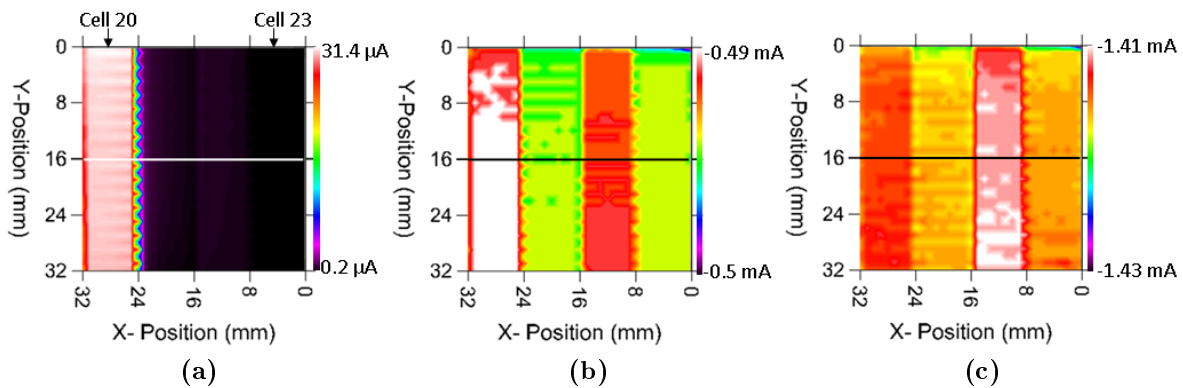 Cell 20 Cell 23
0 31.4 µA 0 -0.49 mA 0 -1.41 mA
8 8 8
Y-Position (mm) 16 Y-Position (mm) 16 Y-Position (mm) 16
24 24 24
32 0.2 µA 32 -0.5 mA 32 -1.43 mA
32 24 16 8 0 32 24 16 8 0 32 24 16 8 0
X- Position (mm) X- Position (mm) X- Position (mm)
(a) (b) (c)